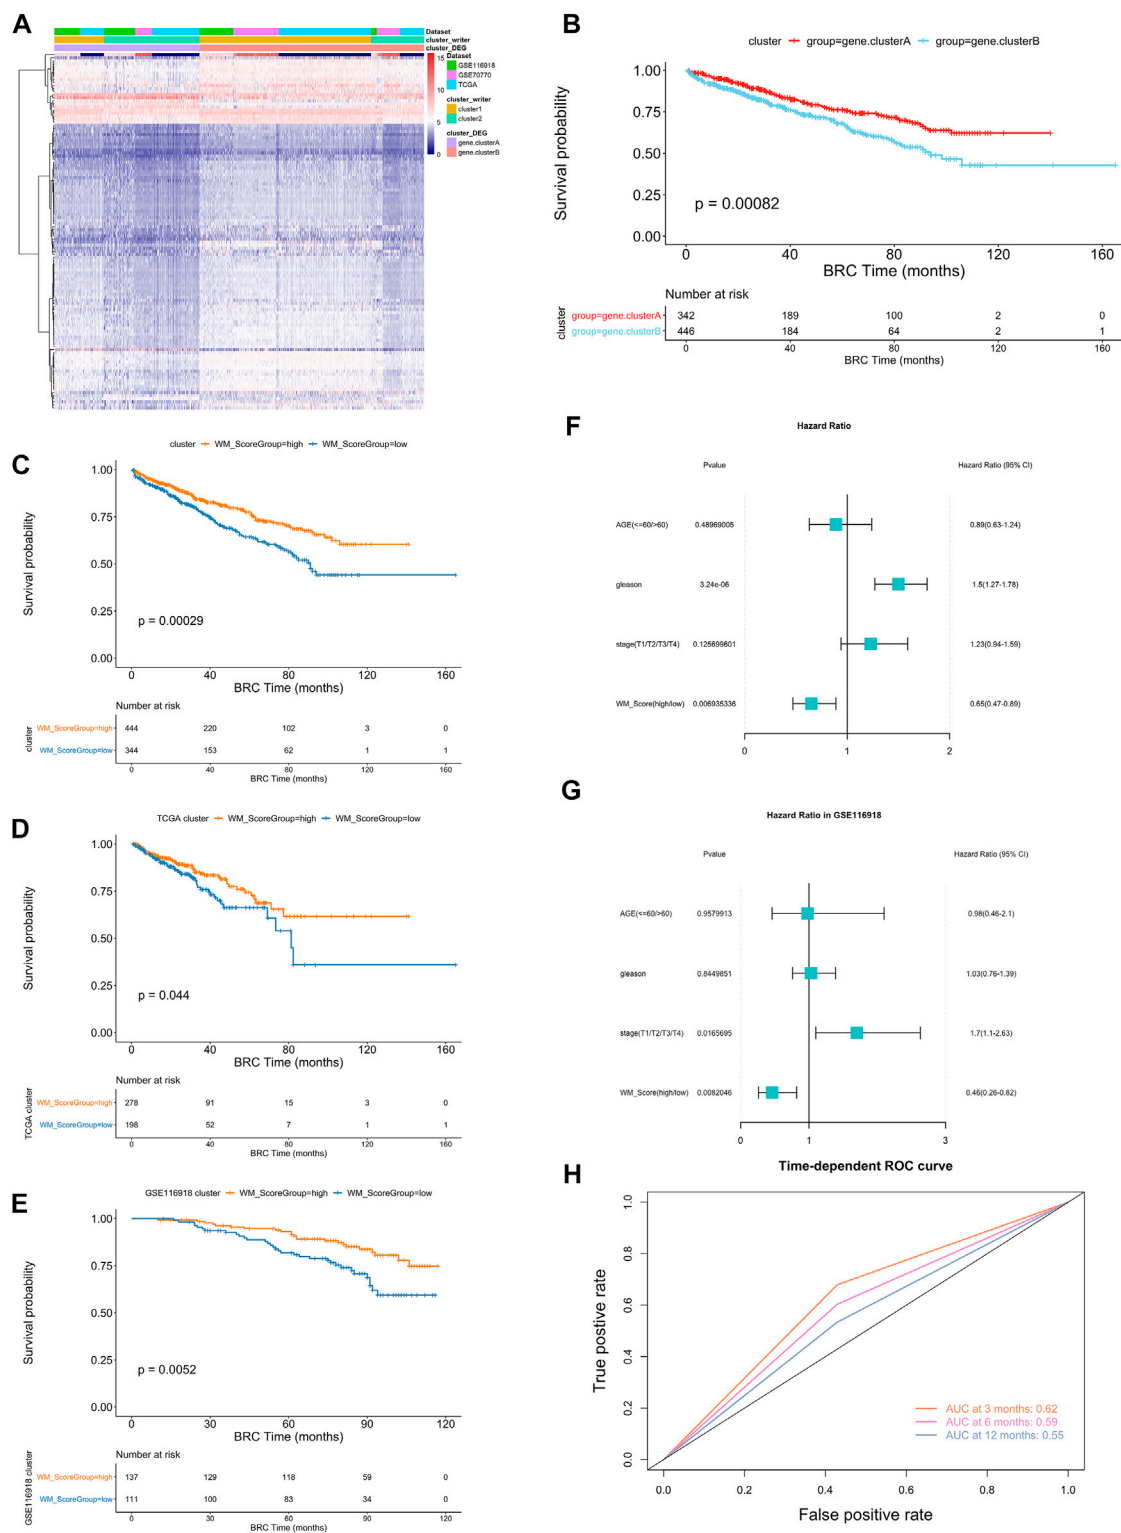 A
Dataset
cluster_writer
cluster_DEG
Dataset
GSE116918
GSE70770
TCGA
cluster_writer
cluster1
cluster2
cluster_DEG
gene.clusterA
gene.clusterB
15
10
5
0
B
cluster group=gene.clusterA group=gene.clusterB
Survival probability
1.00
0.75
0.50
0.25
0.00
p = 0.00082
0 40 80 120 160
BRC Time (months)
Number at risk
cluster
group=gene.clusterA 342 189 100 2 0
group=gene.clusterB 446 184 64 2 1
0 40 80 120 160
BRC Time (months)
C
cluster WM_ScoreGroup=high WM_ScoreGroup=low
Survival probability
1.00
0.75
0.50
0.25
0.00
p = 0.00029
0 40 80 120 160
BRC Time (months)
Number at risk
cluster
WM_ScoreGroup=high 444 220 102 3 0
WM_ScoreGroup=low 344 153 62 1 1
0 40 80 120 160
BRC Time (months)
D
TCGA cluster WM_ScoreGroup=high WM_ScoreGroup=low
Survival probability
1.00
0.75
0.50
0.25
0.00
p = 0.044
0 40 80 120 160
BRC Time (months)
Number at risk
TCGA cluster
WM_ScoreGroup=high 278 91 15 3 0
WM_ScoreGroup=low 198 52 7 1 1
0 40 80 120 160
BRC Time (months)
E
GSE116918 cluster WM_ScoreGroup=high WM_ScoreGroup=low
Survival probability
1.00
0.75
0.50
0.25
0.00
p = 0.0052
0 30 60 90 120
BRC Time (months)
Number at risk
GSE116918 cluster
WM_ScoreGroup=high 137 129 118 59 0
WM_ScoreGroup=low 111 100 83 34 0
0 30 60 90 120
BRC Time (months)
F
Hazard Ratio
Pvalue Hazard Ratio (95% CI)
AGE(<=60/>60) 0.48969005 0.89(0.63-1.24)
gleason 3.24e-06 1.5(1.27-1.78)
stage(T1/T2/T3/T4) 0.125699601 1.23(0.94-1.59)
WM_Score(high/low) 0.006935336 0.65(0.47-0.89)
0 1 2
G
Hazard Ratio in GSE116918
Pvalue Hazard Ratio (95% CI)
AGE(<=60/>60) 0.9579913 0.98(0.46-2.1)
gleason 0.8449851 1.03(0.76-1.39)
stage(T1/T2/T3/T4) 0.0165695 1.7(1.1-2.63)
WM_Score(high/low) 0.0082046 0.46(0.26-0.82)
0 1 3
H
Time-dependent ROC curve
True postive rate
1.0
0.8
0.6
0.4
0.2
0.0
AUC at 3 months: 0.62
AUC at 6 months: 0.59
AUC at 12 months: 0.55
0.0 0.2 0.4 0.6 0.8 1.0
False positive rate